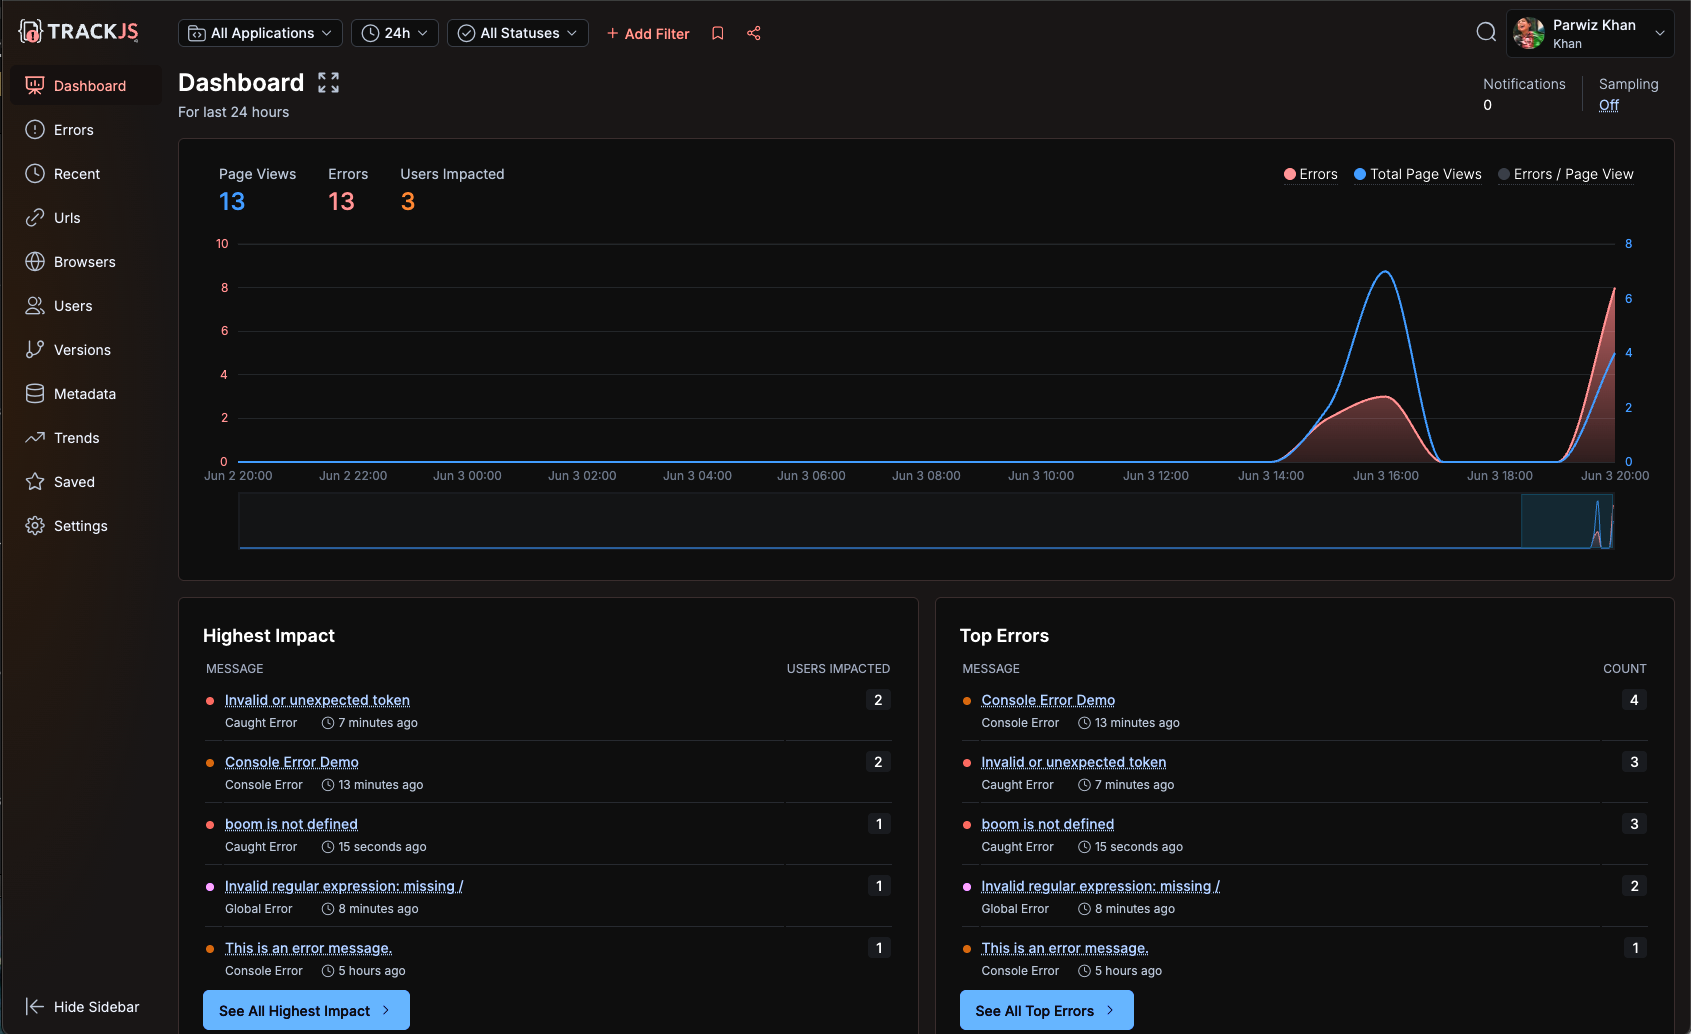 TRACKJS
All Applications
24h
All Statuses
Add Filter
Parwiz Khan
Khan
Dashboard
Errors
Recent
Urls
Browsers
Users
Versions
Metadata
Trends
Saved
Settings
Hide Sidebar
Dashboard
For last 24 hours
Notifications
0
Sampling
Off
Page Views
13
Errors
13
Users Impacted
3
Errors
Total Page Views
Errors / Page View
10
8
6
4
2
0
8
6
4
2
0
Jun 2 20:00
Jun 2 22:00
Jun 3 00:00
Jun 3 02:00
Jun 3 04:00
Jun 3 06:00
Jun 3 08:00
Jun 3 10:00
Jun 3 12:00
Jun 3 14:00
Jun 3 16:00
Jun 3 18:00
Jun 3 20:00
Highest Impact
MESSAGE USERS IMPACTED
Invalid or unexpected token 2
Caught Error 7 minutes ago
Console Error Demo 2
Console Error 13 minutes ago
boom is not defined 1
Caught Error 15 seconds ago
Invalid regular expression: missing / 1
Global Error 8 minutes ago
This is an error message. 1
Console Error 5 hours ago
See All Highest Impact
Top Errors
MESSAGE COUNT
Console Error Demo 4
Console Error 13 minutes ago
Invalid or unexpected token 3
Caught Error 7 minutes ago
boom is not defined 3
Caught Error 15 seconds ago
Invalid regular expression: missing / 2
Global Error 8 minutes ago
This is an error message. 1
Console Error 5 hours ago
See All Top Errors